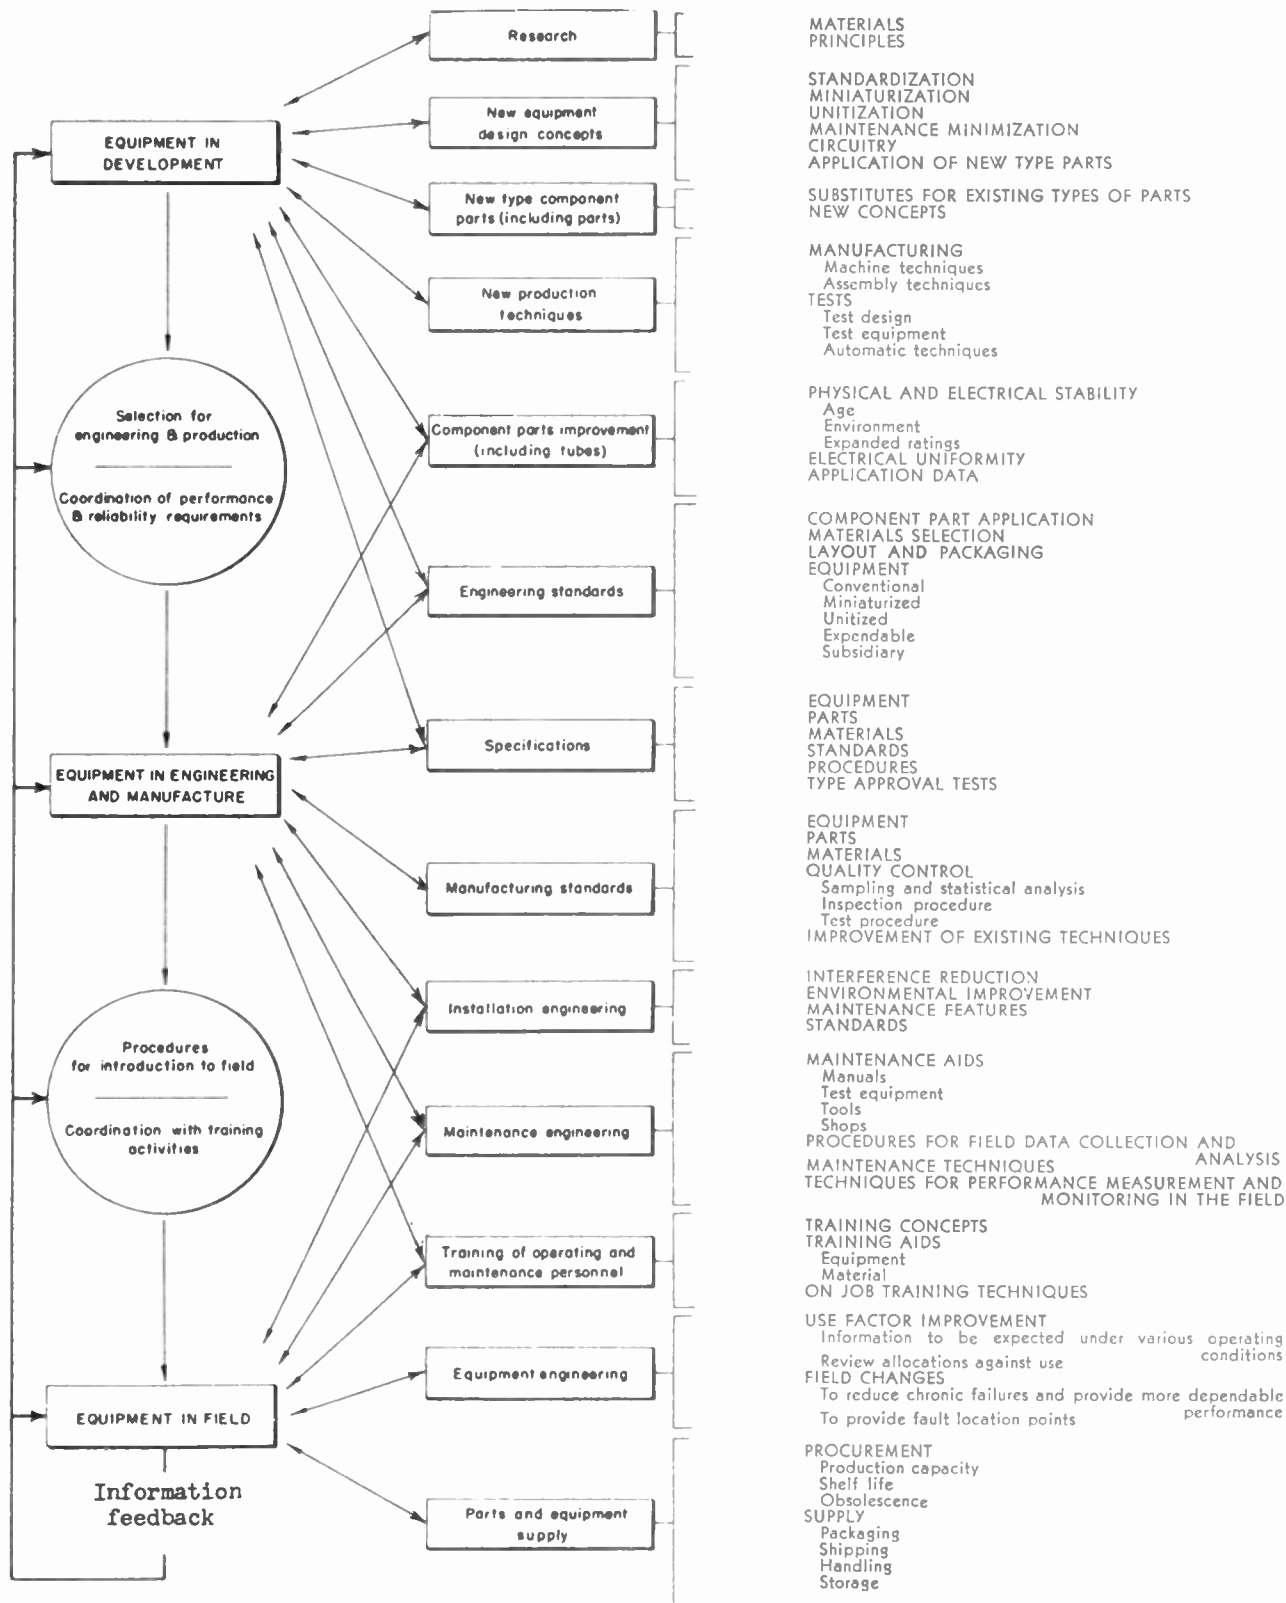 Research
MATERIALS
PRINCIPLES
EQUIPMENT IN
DEVELOPMENT
New equipment
design concepts
STANDARDIZATION
MINIATURIZATION
UNITIZATION
MAINTENANCE MINIMIZATION
CIRCUITRY
APPLICATION OF NEW TYPE PARTS
New type component
parts (including parts)
SUBSTITUTES FOR EXISTING TYPES OF PARTS
NEW CONCEPTS
New production
techniques
MANUFACTURING
Machine techniques
Assembly techniques
TESTS
Test design
Test equipment
Automatic techniques
Selection for
engineering & production
Coordination of performance
& reliability requirements
Component parts improvement
(including tubes)
PHYSICAL AND ELECTRICAL STABILITY
Age
Environment
Expanded ratings
ELECTRICAL UNIFORMITY
APPLICATION DATA
Engineering standards
COMPONENT PART APPLICATION
MATERIALS SELECTION
LAYOUT AND PACKAGING
EQUIPMENT
Conventional
Miniaturized
Unitized
Expendable
Subsidiary
Specifications
EQUIPMENT
PARTS
MATERIALS
STANDARDS
PROCEDURES
TYPE APPROVAL TESTS
EQUIPMENT IN ENGINEERING
AND MANUFACTURE
Manufacturing standards
EQUIPMENT
PARTS
MATERIALS
QUALITY CONTROL
Sampling and statistical analysis
Inspection procedure
Test procedure
IMPROVEMENT OF EXISTING TECHNIQUES
Installation engineering
INTERFERENCE REDUCTION
ENVIRONMENTAL IMPROVEMENT
MAINTENANCE FEATURES
STANDARDS
Procedures
for introduction to field
Coordination with training
activities
Maintenance engineering
MAINTENANCE AIDS
Manuals
Test equipment
Tools
Shops
PROCEDURES FOR FIELD DATA COLLECTION AND
ANALYSIS
MAINTENANCE TECHNIQUES
TECHNIQUES FOR PERFORMANCE MEASUREMENT AND
MONITORING IN THE FIELD
Training of operating and
maintenance personnel
TRAINING CONCEPTS
TRAINING AIDS
Equipment
Material
ON JOB TRAINING TECHNIQUES
Equipment engineering
USE FACTOR IMPROVEMENT
Information to be expected under various operating
conditions
Review allocations against use
FIELD CHANGES
To reduce chronic failures and provide more dependable
performance
To provide fault location points
EQUIPMENT IN FIELD
Information
feedback
Parts and equipment
supply
PROCUREMENT
Production capacity
Shelf life
Obsolescence
SUPPLY
Packaging
Shipping
Handling
Storage